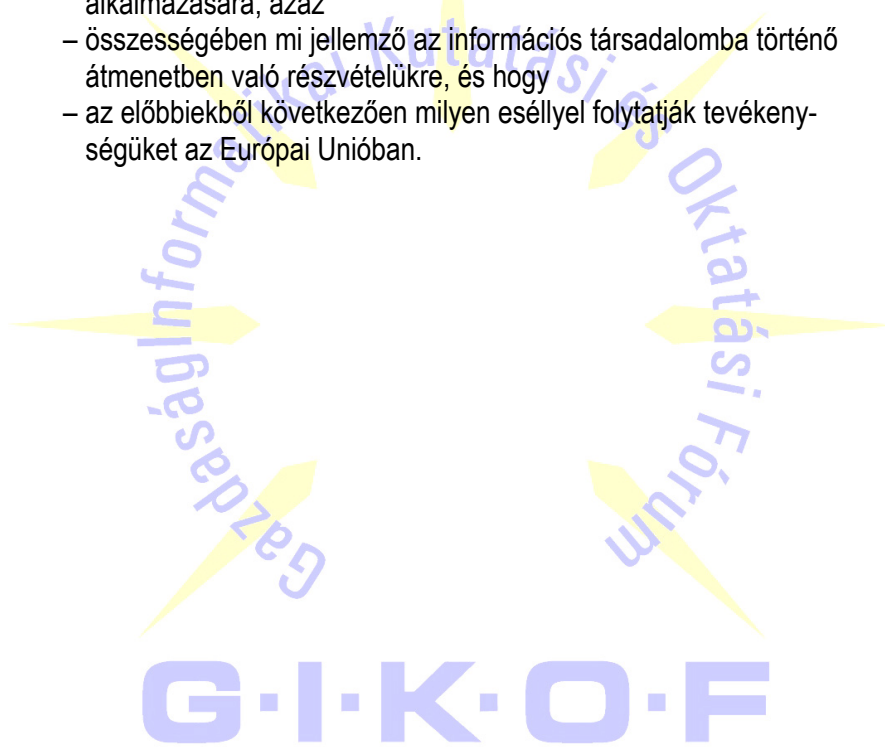 alkalmazására, azaz
– összességében mi jellemző az információs társadalomba történő
átmenetben való részvételükre, és hogy
– az előbbiekből következően milyen eséllyel folytatják tevékeny-
ségüket az Európai Unióban.
GazdaságInformatikai Kutatási és Oktatási Fórum
G·I·K·O·F